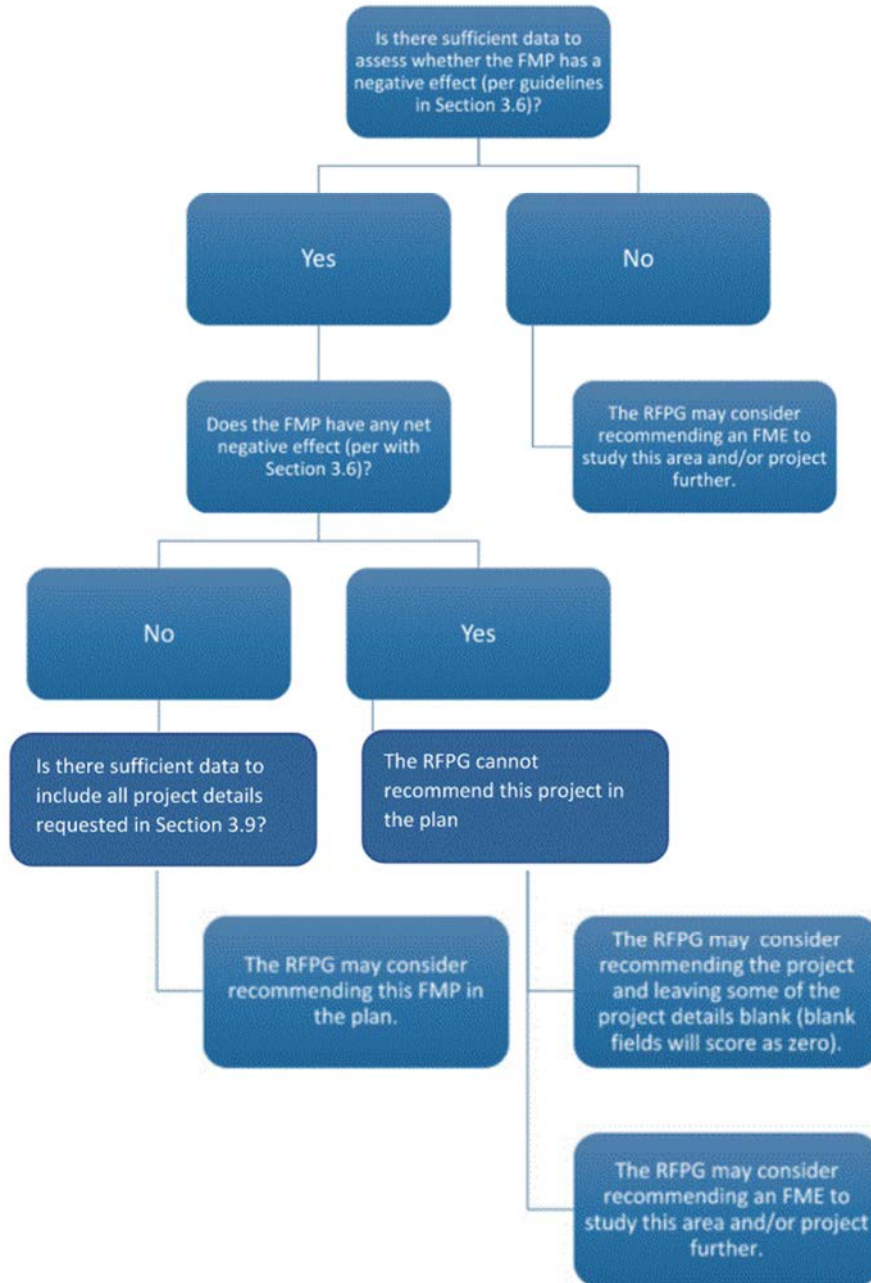 Is there sufficient data to
assess whether the FMP has a
negative effect (per guidelines
in Section 3.6)?
Yes
No
Does the FMP have any net
negative effect (per with
Section 3.6)?
The RFPG may consider
recommending an FME to
study this area and/or project
further.
No
Yes
Is there sufficient data to
include all project details
requested in Section 3.9?
The RFPG cannot
recommend this project in
the plan
The RFPG may consider
recommending this FMP in
the plan.
The RFPG may consider
recommending the project
and leaving some of the
project details blank (blank
fields will score as zero).
The RFPG may consider
recommending an FME to
study this area and/or project
further.